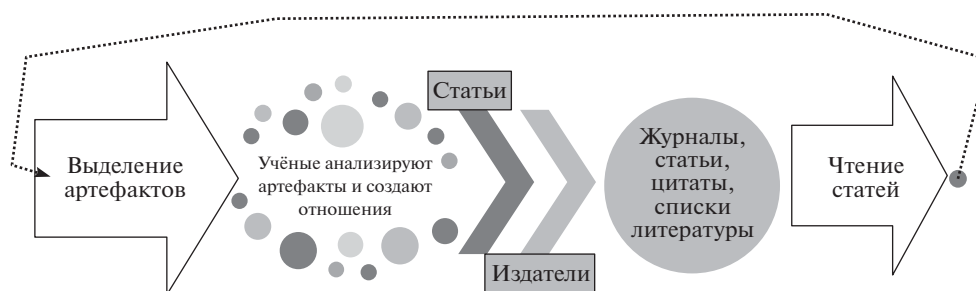 Выделение
артефактов
Учёные анализируют
артефакты и создают
отношения
Статьи
Издатели
Журналы,
статьи,
цитаты,
списки
литературы
Чтение
статей